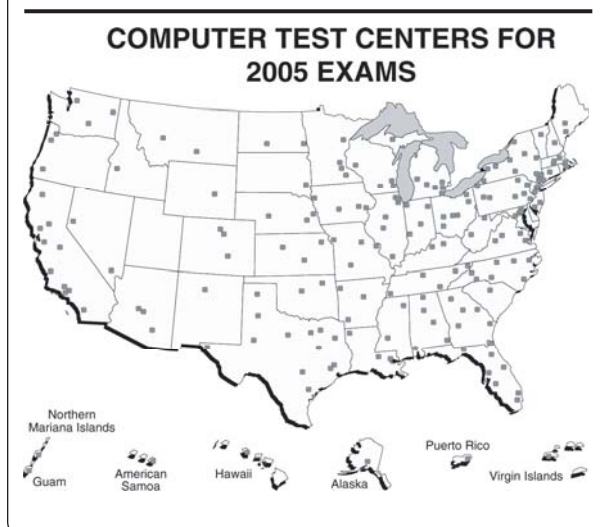 COMPUTER TEST CENTERS FOR
2005 EXAMS
Northern
Mariana Islands
Guam
American
Samoa
Hawaii
Alaska
Puerto Rico
Virgin Islands